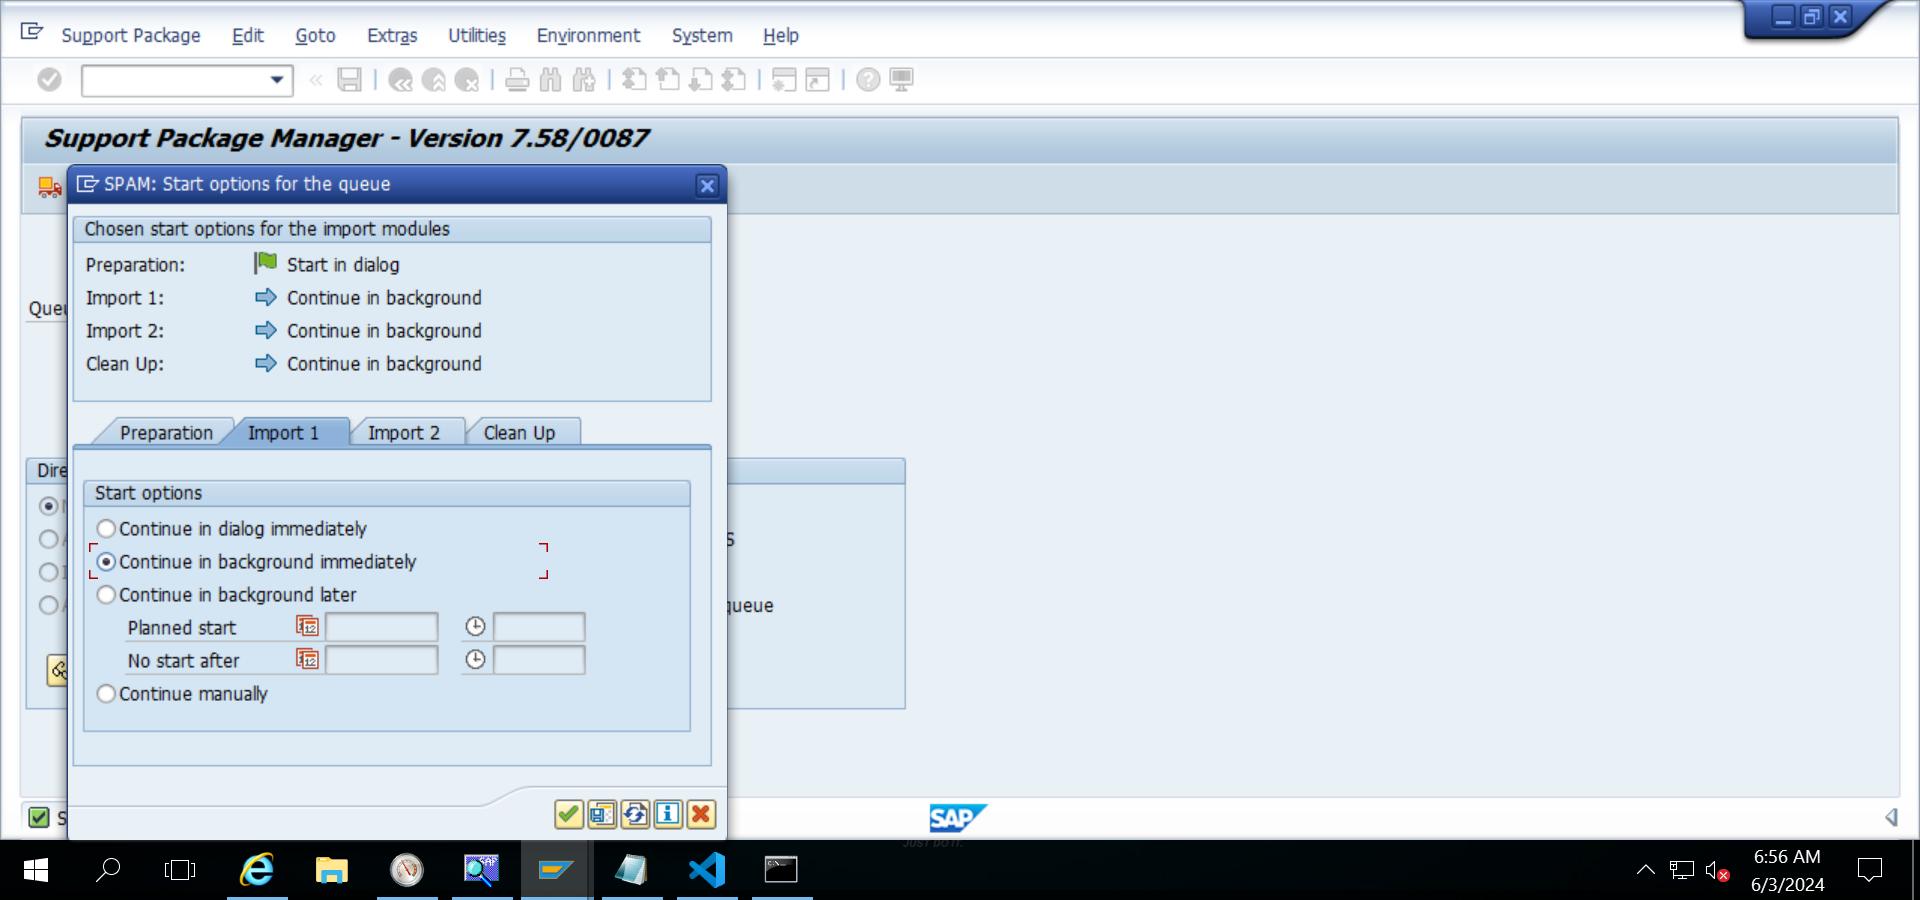 Support Package Edit Goto Extras Utilities Environment System Help
Support Package Manager - Version 7.58/0087
SPAM: Start options for the queue
Chosen start options for the import modules
Preparation: Start in dialog
Import 1: Continue in background
Import 2: Continue in background
Clean Up: Continue in background
Preparation Import 1 Import 2 Clean Up
Start options
Continue in dialog immediately
Continue in background immediately
Continue in background later
Planned start
No start after
Continue manually
queue
SAP
6:56 AM
6/3/2024